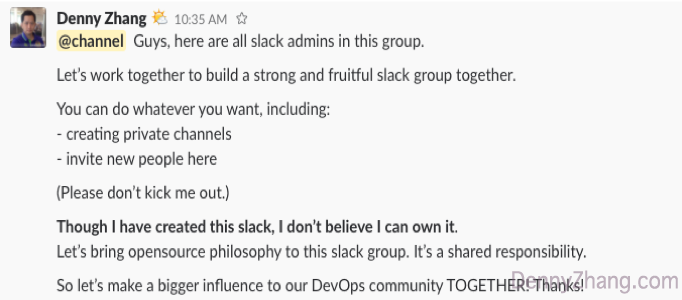 Denny Zhang 10:35 AM
@channel Guys, here are all slack admins in this group.
Let's work together to build a strong and fruitful slack group together.
You can do whatever you want, including:
- creating private channels
- invite new people here
(Please don't kick me out.)
Though I have created this slack, I don't believe I can own it.
Let's bring opensource philosophy to this slack group. It's a shared responsibility.
So let's make a bigger influence to our DevOps community TOGETHER! Thanks!
DennyZhang.com